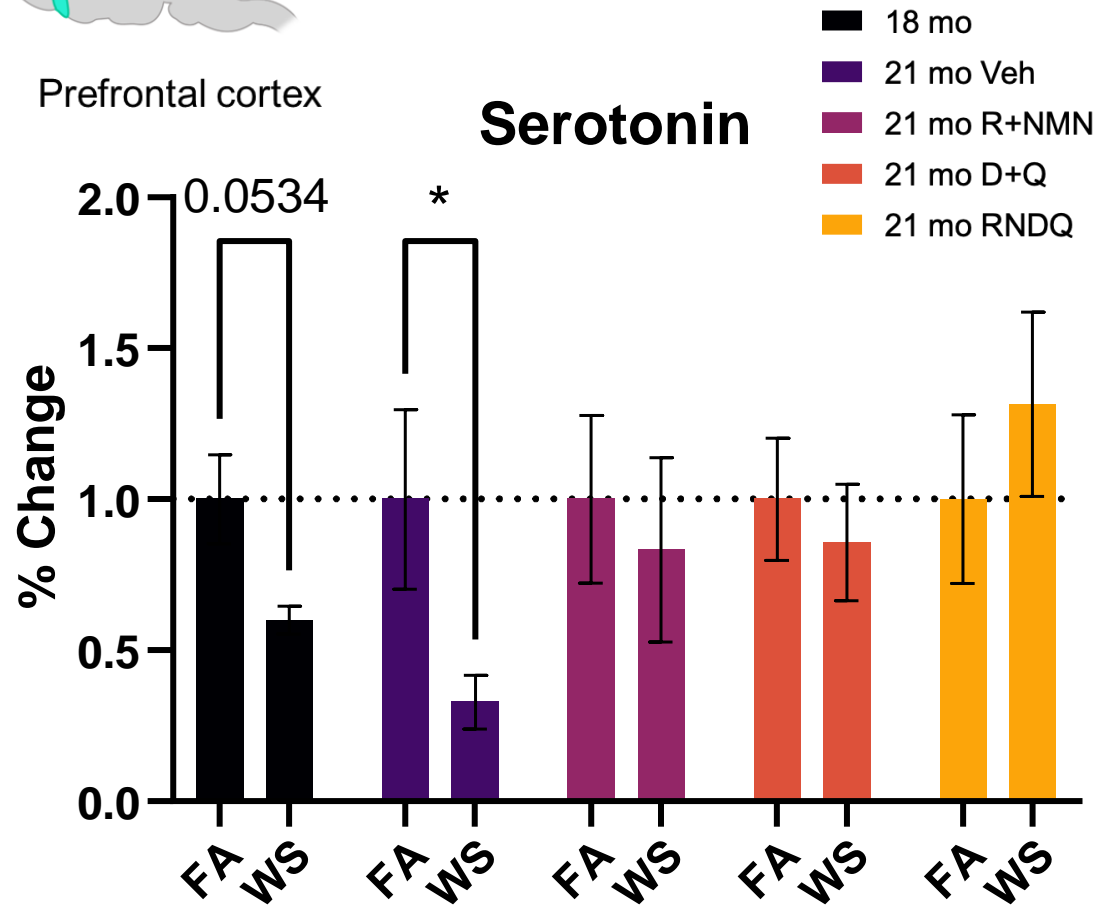 18 mo
21 mo Veh
21 mo R+NMN
21 mo D+Q
21 mo RNDQ
Prefrontal cortex
Serotonin
% Change
2.0
1.5
1.0
0.5
0.0
0.0534
*
FA WS FA WS FA WS FA WS FA WS